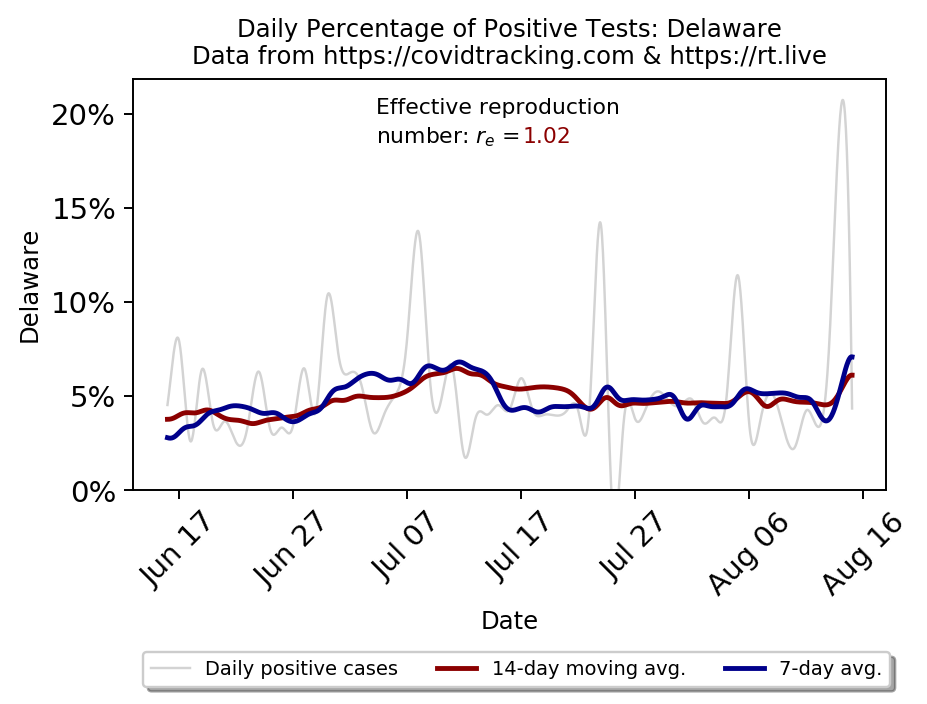 Daily Percentage of Positive Tests: Delaware
Data from https://covidtracking.com & https://rt.live
Effective reproduction
number: rₑ =1.02
20%
15%
10%
5%
0%
Delaware
Jun 17
Jun 27
Jul 07
Jul 17
Jul 27
Aug 06
Aug 16
Date
Daily positive cases
14-day moving avg.
7-day avg.